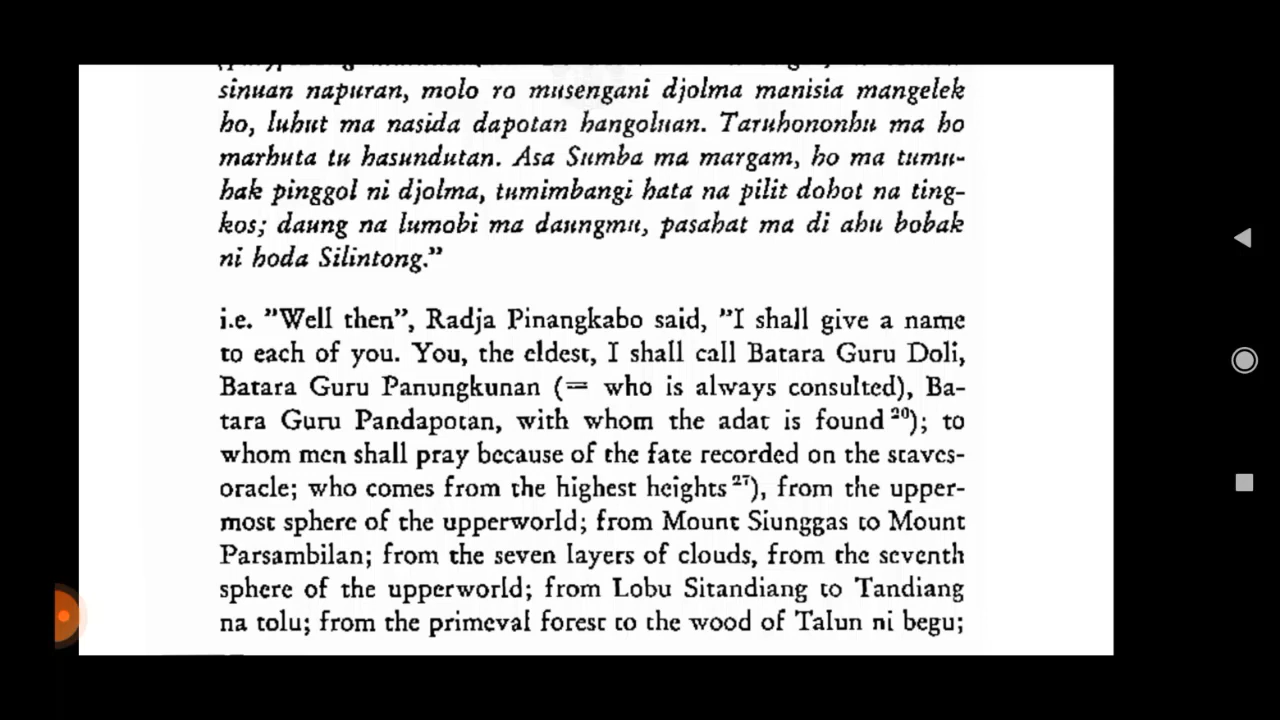 sinuan napuran, molo ro musengani djolma manisia mangelek
ho, luhut ma nasida dapotan hangoluan. Taruhononhu ma ho
marhuta tu hasundutan. Asa Sumba ma margam, ho ma tumu-
hak pinggol ni djolma, tumimbangi hata na pilit dohot na ting-
kos; daung na lumobi ma daungmu, pasahat ma di ahu bobak
ni hoda Silintong.”
i.e. ”Well then”, Radja Pinangkabo said, ”I shall give a name
to each of you. You, the eldest, I shall call Batara Guru Doli,
Batara Guru Panungkunan (= who is always consulted), Ba-
tara Guru Pandapotan, with whom the adat is found 20); to
whom men shall pray because of the fate recorded on the staves-
oracle; who comes from the highest heights 27), from the upper-
most sphere of the upperworld; from Mount Siunggas to Mount
Parsambilan; from the seven layers of clouds, from the seventh
sphere of the upperworld; from Lobu Sitandiang to Tandiang
na tolu; from the primeval forest to the wood of Talun ni begu;